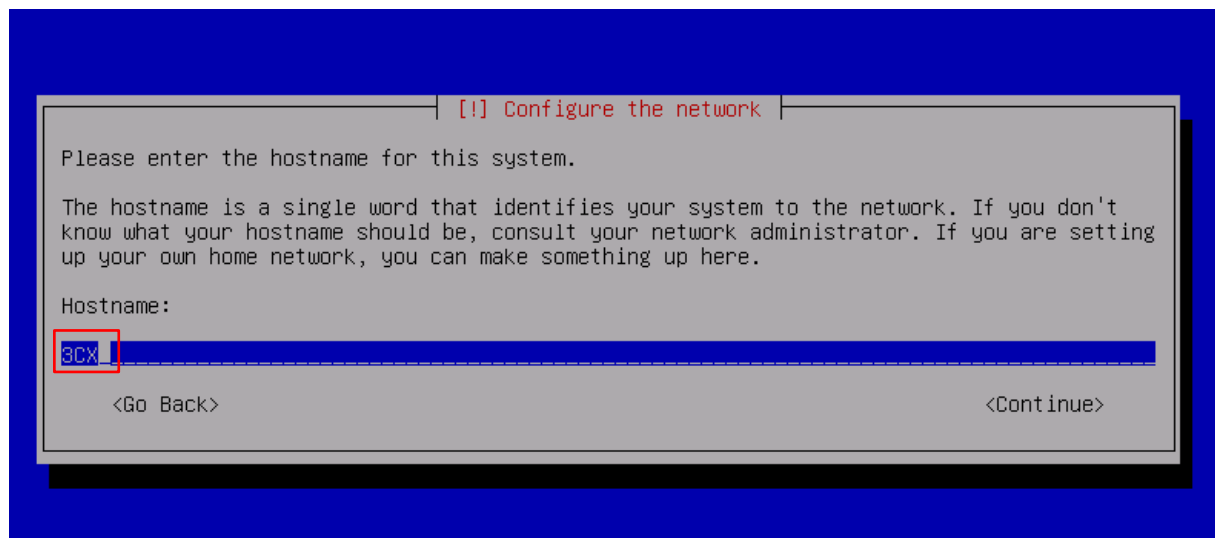 [!] Configure the network
Please enter the hostname for this system.
The hostname is a single word that identifies your system to the network. If you don't
know what your hostname should be, consult your network administrator. If you are setting
up your own home network, you can make something up here.
Hostname:
3CX
<Go Back> <Continue>